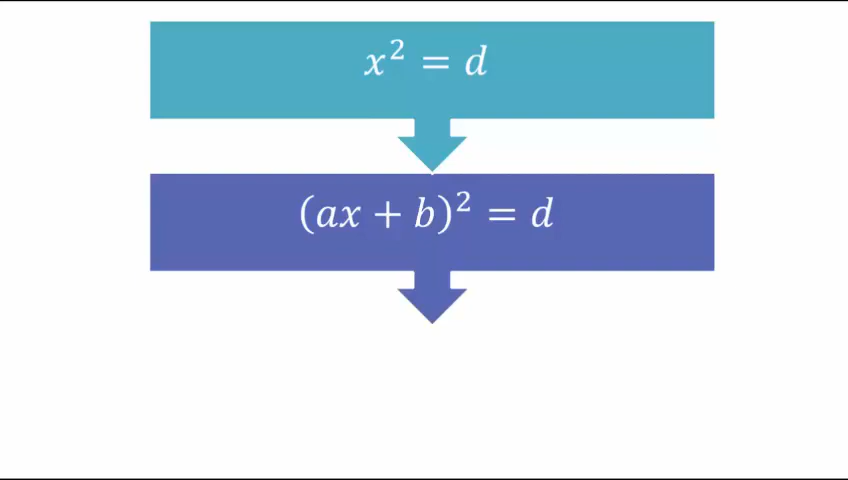 x² = d
(ax + b)² = d